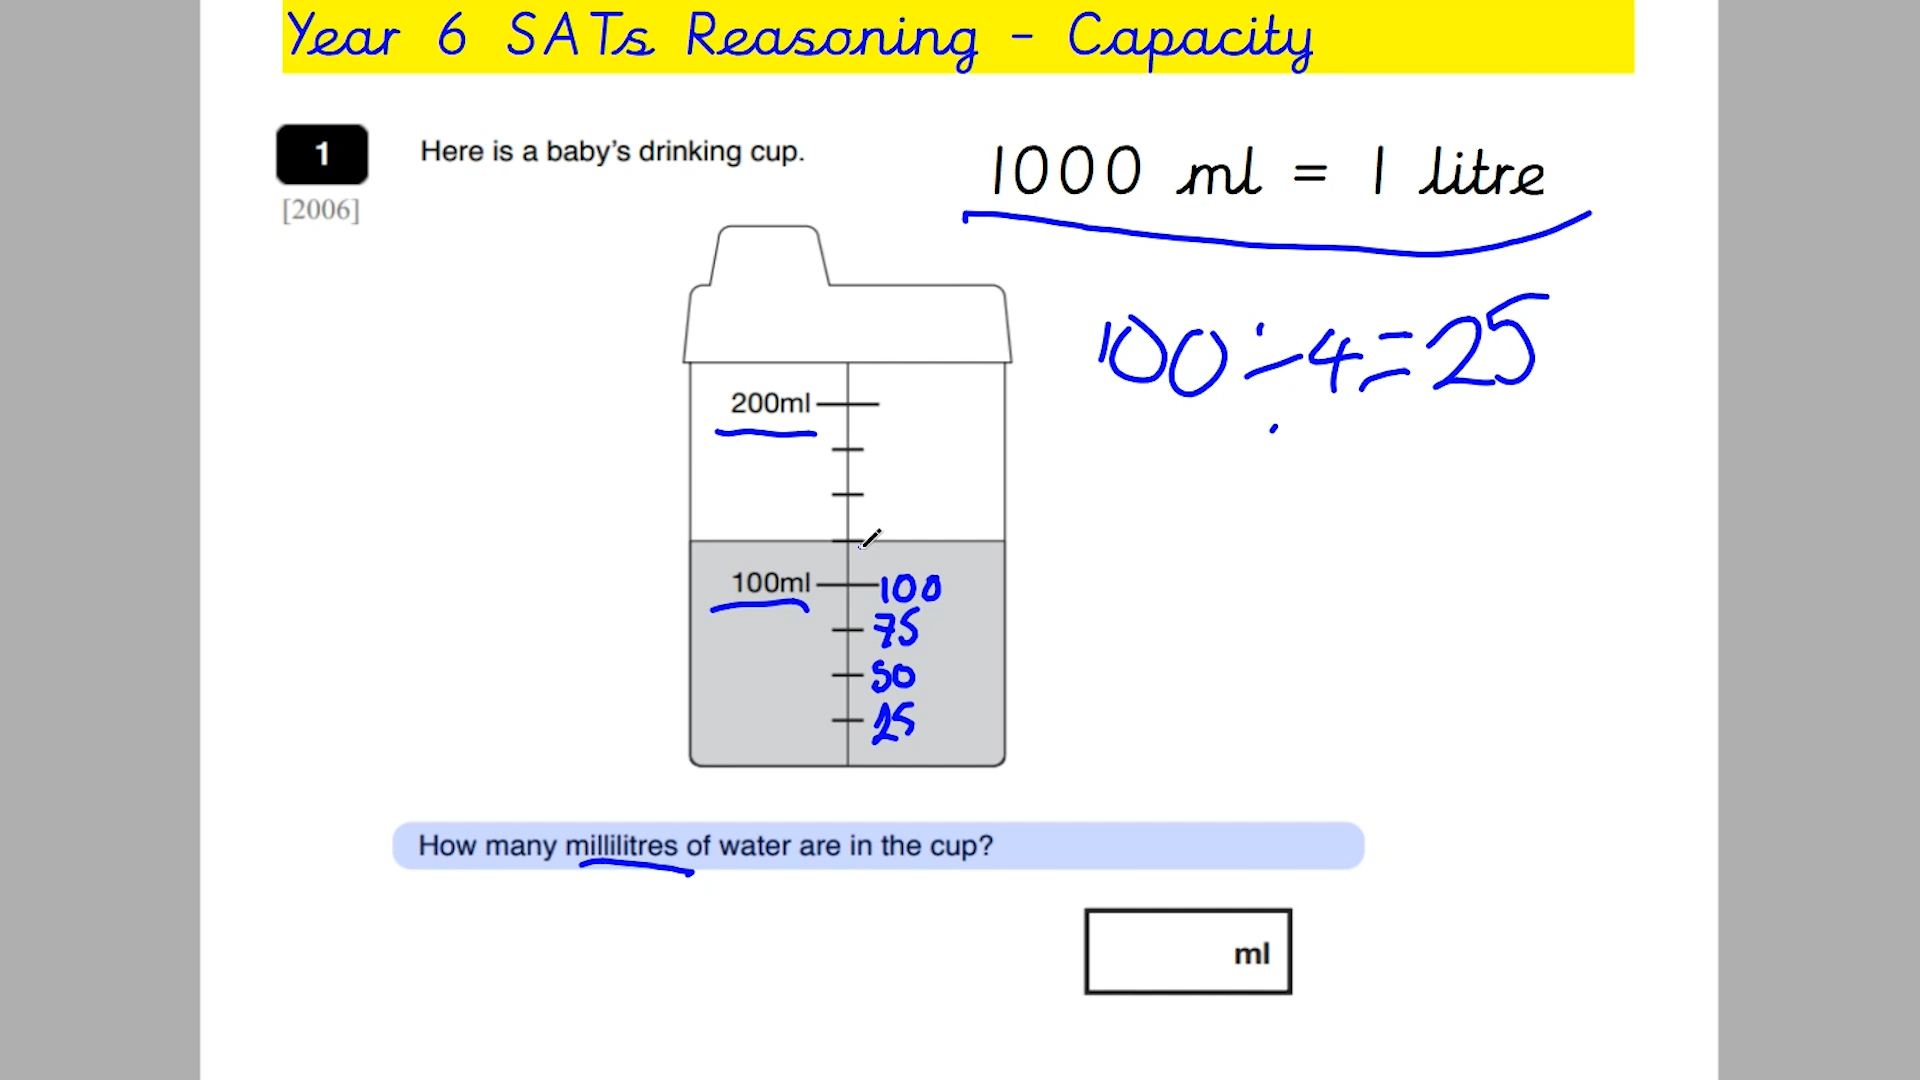 Year 6 SATs Reasoning - Capacity
1
[2006]
Here is a baby's drinking cup.
1000 ml = 1 litre
100 ÷ 4 = 25
200ml
100ml
100
75
50
25
How many millilitres of water are in the cup?
ml